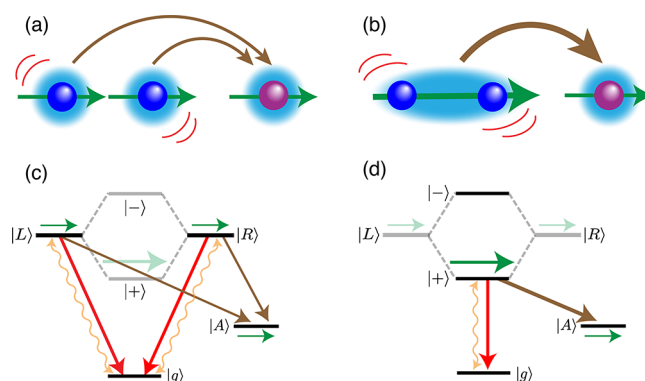 (a)
(b)
(c)
(d)
|−⟩
|L⟩
|R⟩
|+⟩
|A⟩
|g⟩
|−⟩
|L⟩
|R⟩
|+⟩
|A⟩
|g⟩